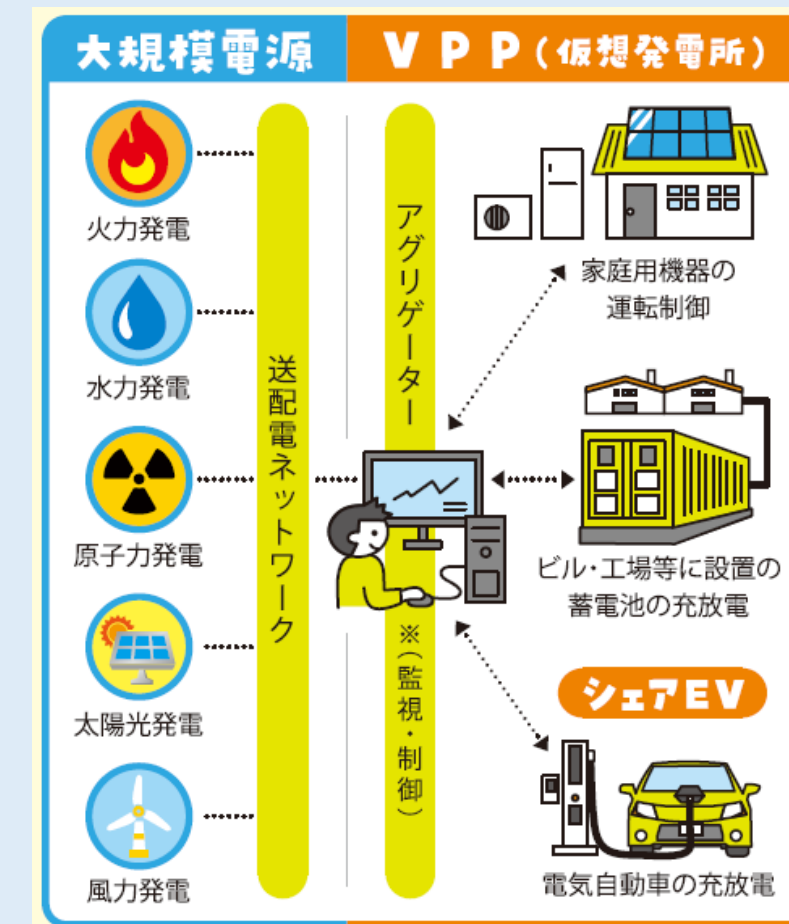 大規模電源
VPP(仮想発電所)
火力発電
水力発電
原子力発電
太陽光発電
風力発電
送配電ネットワーク
アグリゲーター
※(監視・制御)
家庭用機器の
運転制御
ビル・工場等に設置の
蓄電池の充放電
シェアEV
電気自動車の充放電